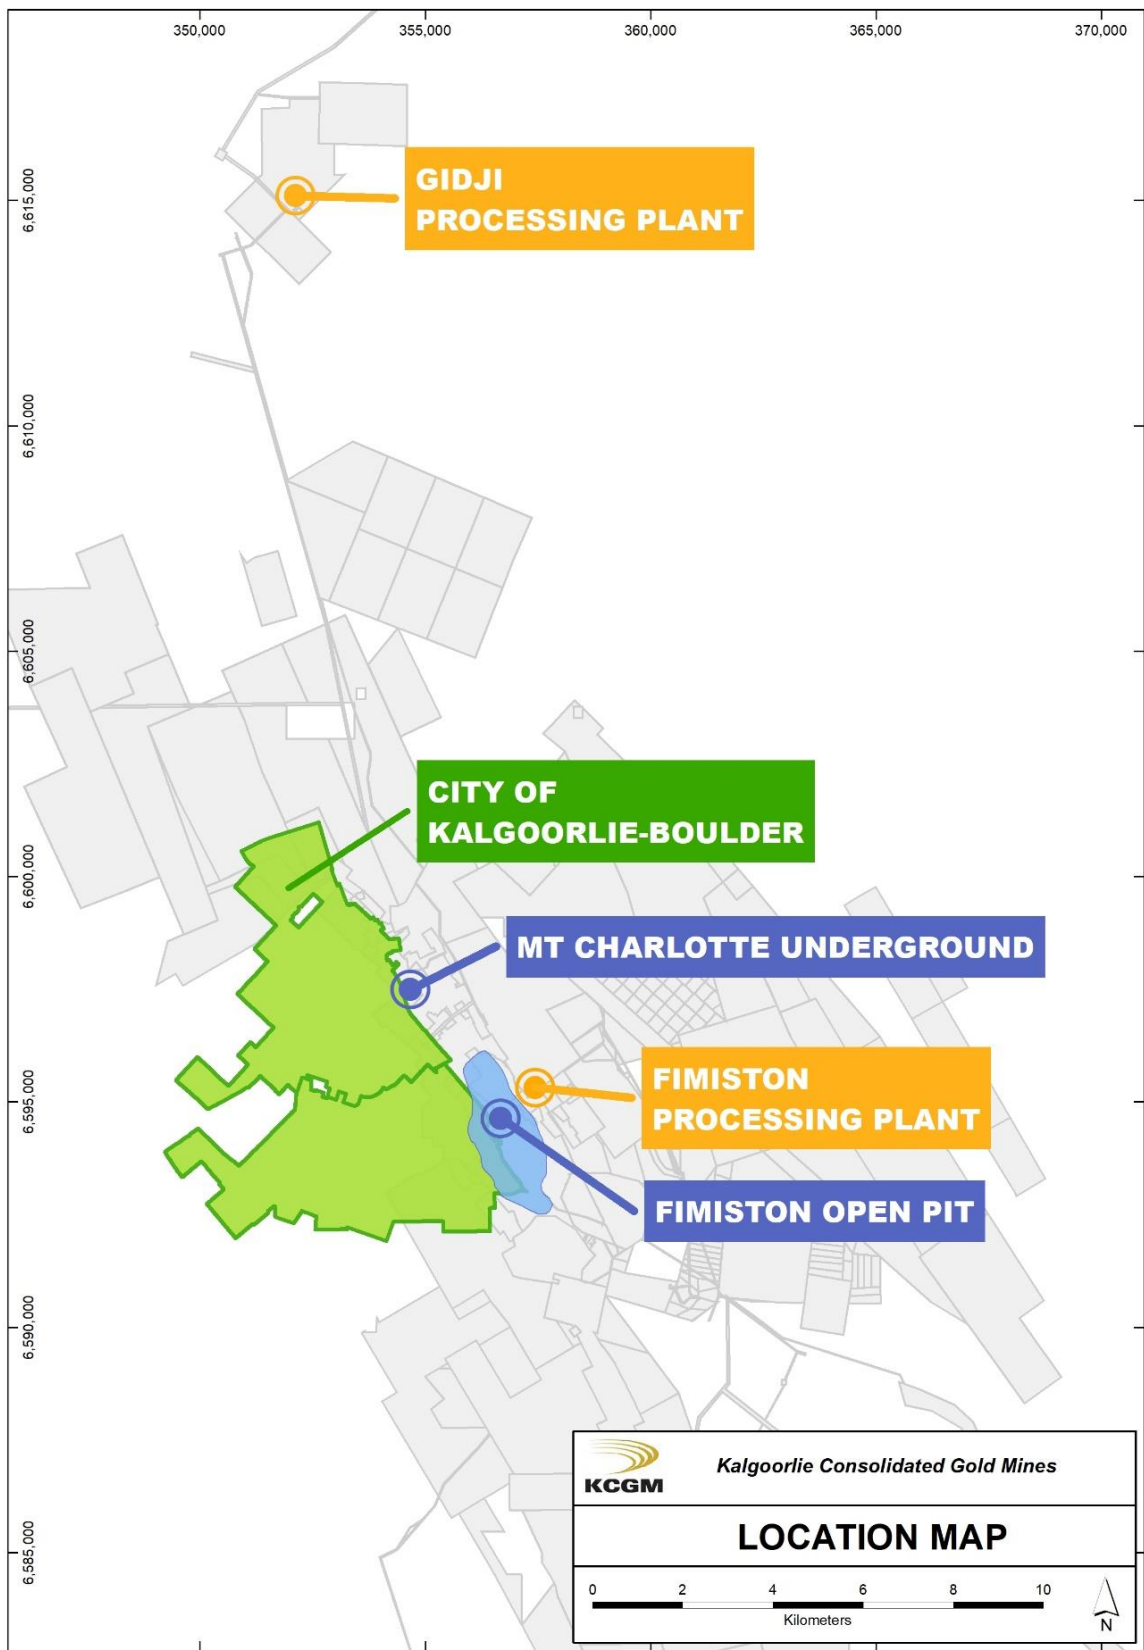 350,000
355,000
360,000
365,000
370,000
6,615,000
GIDJI
PROCESSING PLANT
6,610,000
6,605,000
CITY OF
KALGOORLIE-BOULDER
6,600,000
MT CHARLOTTE UNDERGROUND
FIMISTON
PROCESSING PLANT
6,595,000
FIMISTON OPEN PIT
6,590,000
KCGM
Kalgoorlie Consolidated Gold Mines
LOCATION MAP
6,585,000
0 2 4 6 8 10
Kilometers
N